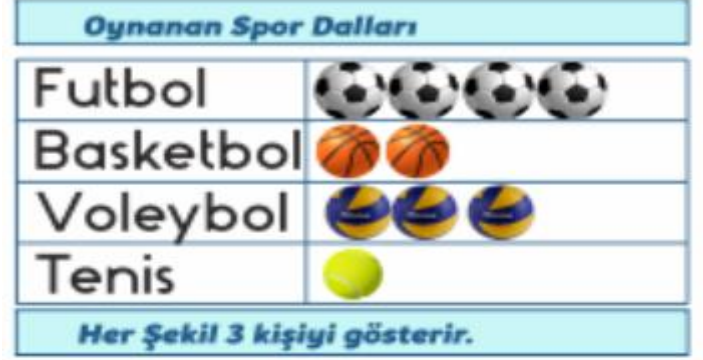 Oynanan Spor Dalları
Futbol
Basketbol
Voleybol
Tenis
Her Şekil 3 kişiyi gösterir.